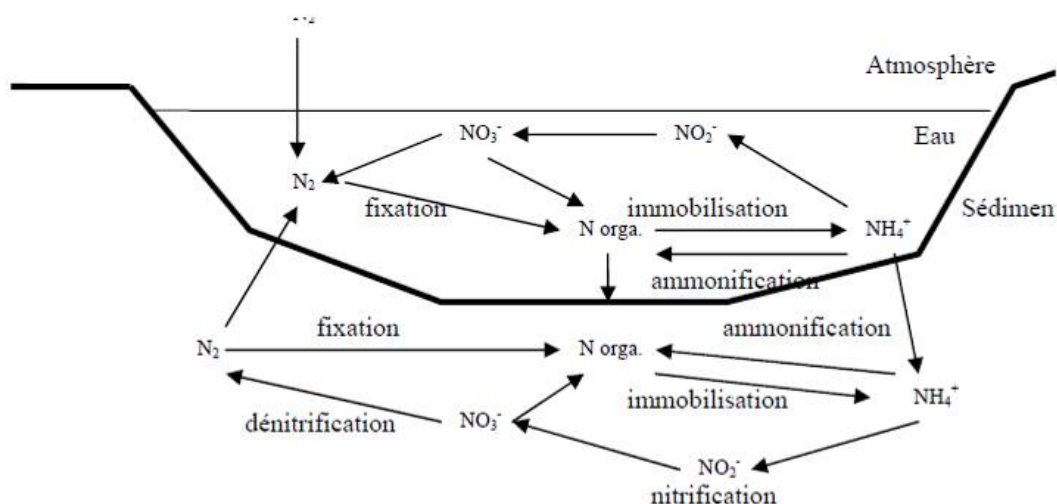 N₂
Atmosphère
NO₃⁻
NO₂⁻
Eau
N₂
fixation
immobilisation
Sédimen
N orga.
NH₄⁺
ammonification
fixation
ammonification
N₂
N orga.
immobilisation
NH₄⁺
dénitrification
NO₃⁻
NO₂⁻
nitrification